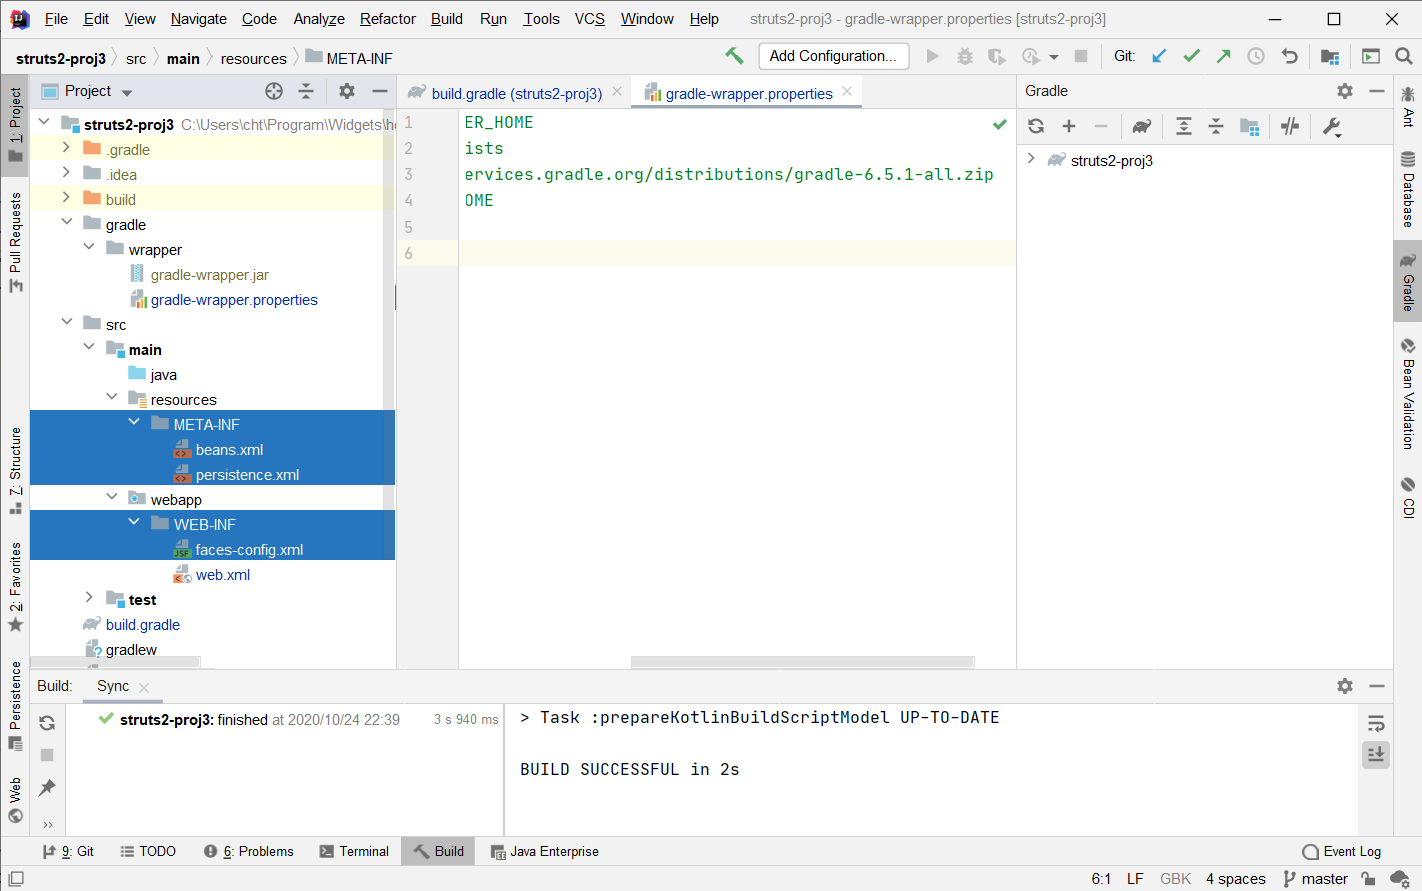 File Edit View Navigate Code Analyze Refactor Build Run Tools VCS Window Help struts2-proj3 - gradle-wrapper.properties [struts2-proj3]
struts2-proj3 src main resources META-INF Add Configuration... Git:
1: Project
Pull Requests
7: Structure
2: Favorites
Persistence
Web
Project
struts2-proj3 C:\Users\cht\Program\Widgets\
.gradle
.idea
build
gradle
wrapper
gradle-wrapper.jar
gradle-wrapper.properties
src
main
java
resources
META-INF
beans.xml
persistence.xml
webapp
WEB-INF
faces-config.xml
web.xml
test
build.gradle
gradlew
build.gradle (struts2-proj3) gradle-wrapper.properties
1 ER_HOME
2 ists
3 ervices.gradle.org/distributions/gradle-6.5.1-all.zip
4 OME
5
6
Gradle
struts2-proj3
Ant
Database
Gradle
Bean Validation
CDI
Build: Sync
struts2-proj3: finished at 2020/10/24 22:39 3 s 940 ms
> Task :prepareKotlinBuildScriptModel UP-TO-DATE
BUILD SUCCESSFUL in 2s
9: Git TODO 6: Problems Terminal Build Java Enterprise Event Log
6:1 LF GBK 4 spaces master